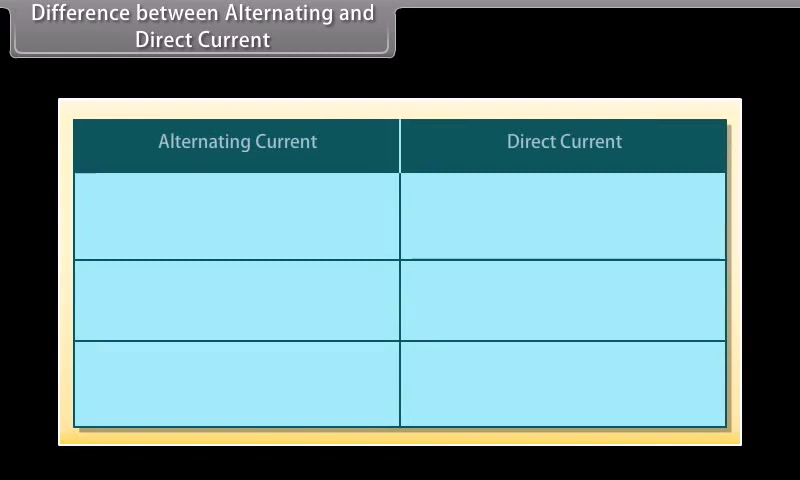 Difference between Alternating and
Direct Current
Alternating Current
Direct Current